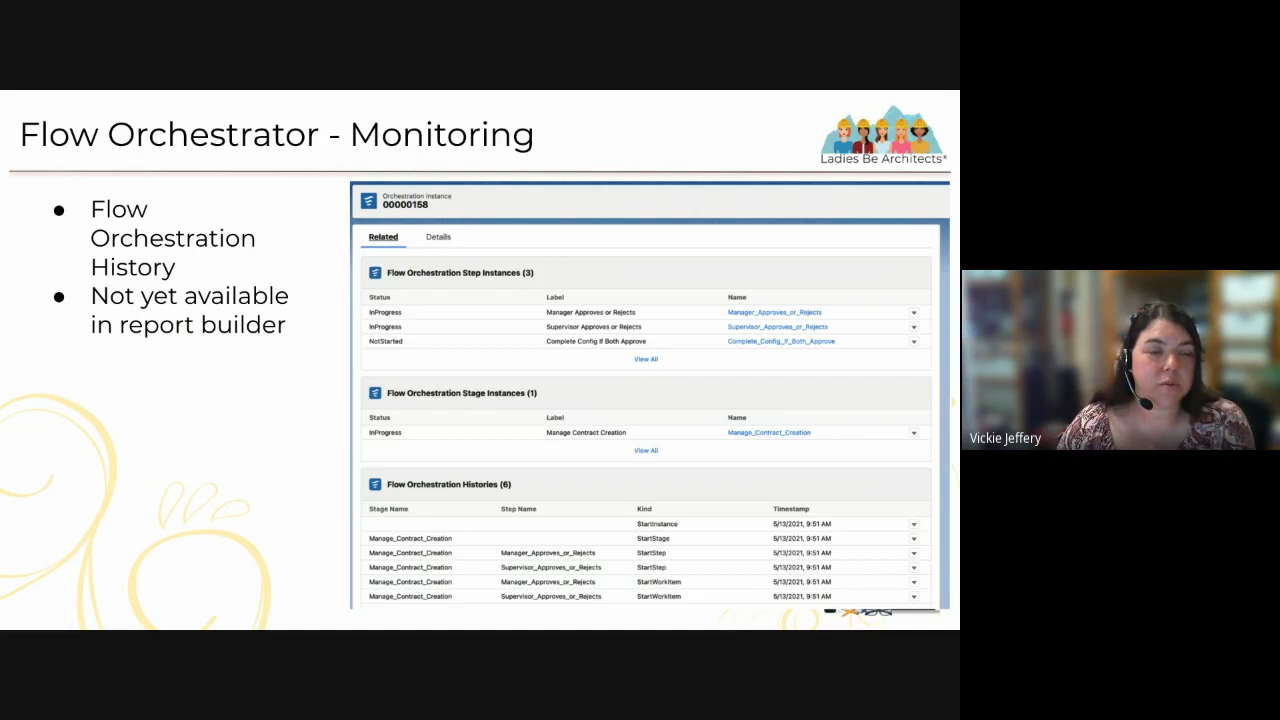 Flow Orchestrator - Monitoring
Ladies Be Architects®
● Flow
Orchestration
History
● Not yet available
in report builder
Orchestration Instance
00000158
Related Details
Flow Orchestration Step Instances (3)
Status Label Name
InProgress Manager Approves or Rejects Manager_Approves_or_Rejects
InProgress Supervisor Approves or Rejects Supervisor_Approves_or_Rejects
NotStarted Complete Config If Both Approve Complete_Config_If_Both_Approve
View All
Flow Orchestration Stage Instances (1)
Status Label Name
InProgress Manage Contract Creation Manage_Contract_Creation
View All
Flow Orchestration Histories (6)
Stage Name Step Name Kind Timestamp
StartInstance 5/13/2021, 9:51 AM
Manage_Contract_Creation StartStage 5/13/2021, 9:51 AM
Manage_Contract_Creation Manager_Approves_or_Rejects StartStep 5/13/2021, 9:51 AM
Manage_Contract_Creation Supervisor_Approves_or_Rejects StartStep 5/13/2021, 9:51 AM
Manage_Contract_Creation Manager_Approves_or_Rejects StartWorkItem 5/13/2021, 9:51 AM
Manage_Contract_Creation Supervisor_Approves_or_Rejects StartWorkItem 5/13/2021, 9:51 AM
Vickie Jeffery